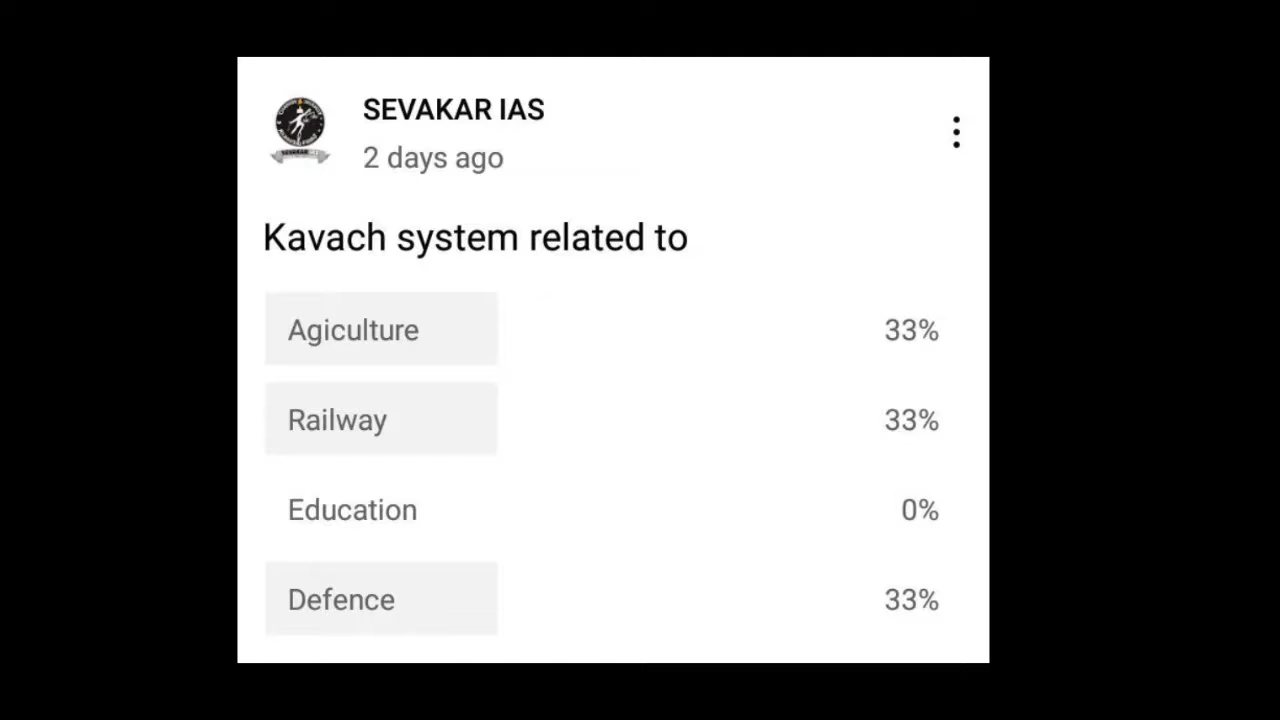 SEVAKAR IAS
2 days ago
Kavach system related to
Agiculture 33%
Railway 33%
Education 0%
Defence 33%